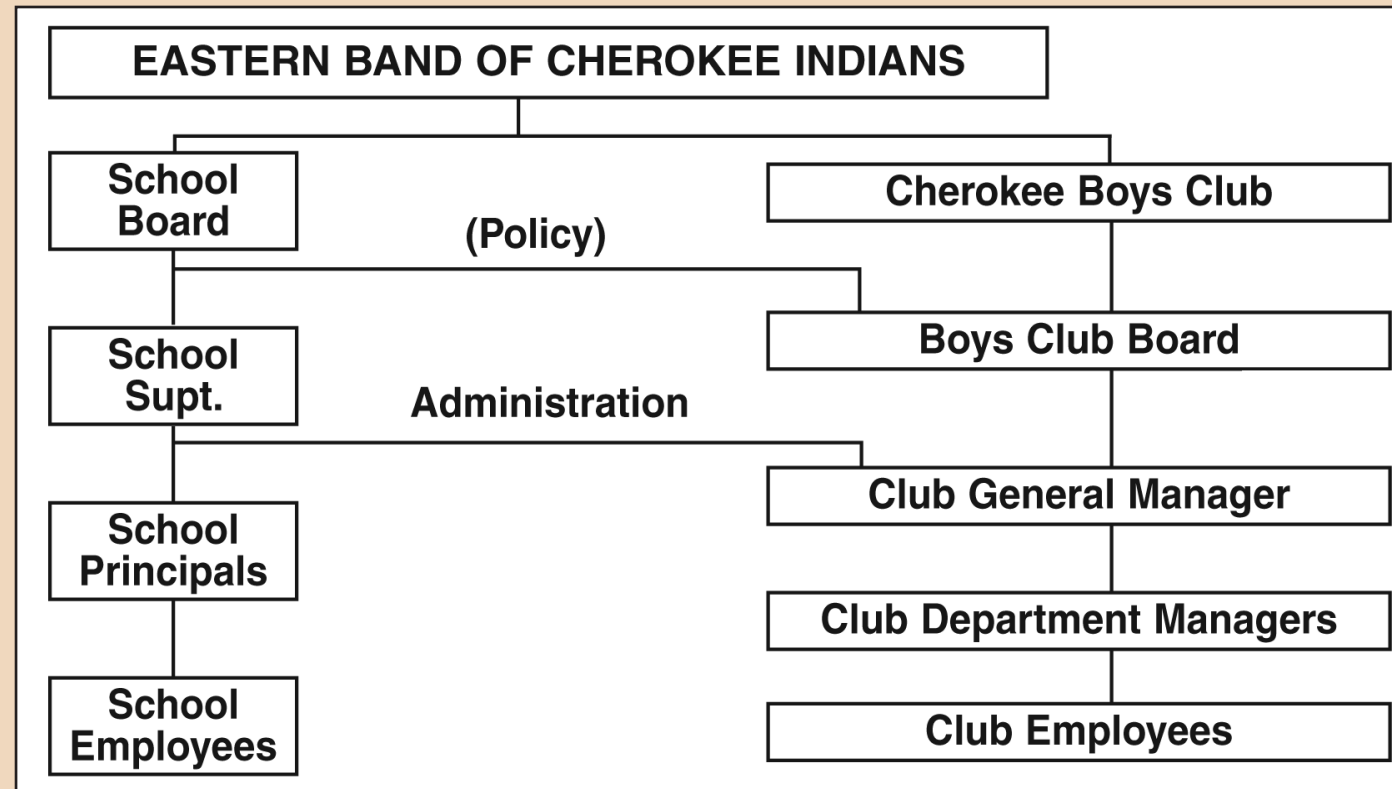 EASTERN BAND OF CHEROKEE INDIANS
School
Board
Cherokee Boys Club
(Policy)
School
Supt.
Boys Club Board
Administration
Club General Manager
School
Principals
Club Department Managers
School
Employees
Club Employees